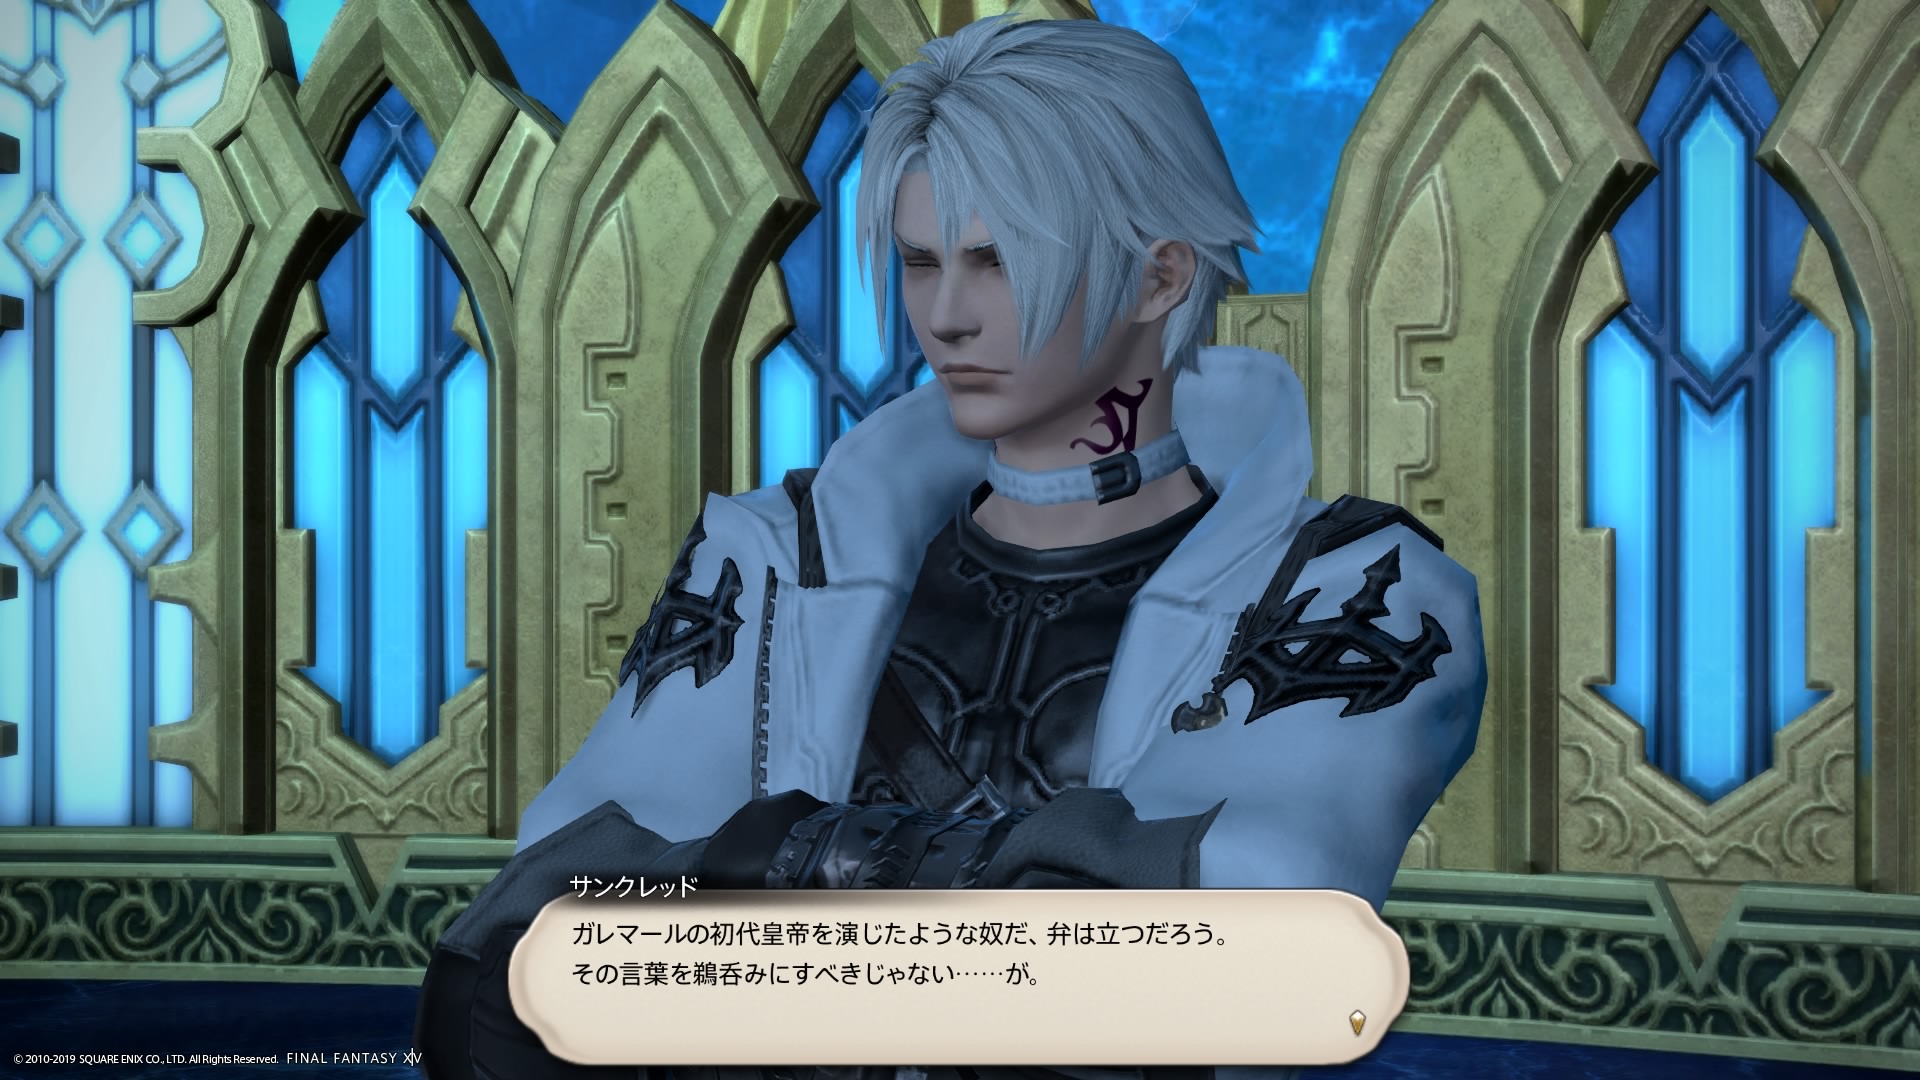 サンクレッド
ガレマールの初代皇帝を演じたような奴だ、弁は立つだろう。
その言葉を鵜呑みにすべきじゃない……が。
© 2010-2019 SQUARE ENIX CO., LTD. All Rights Reserved. FINAL FANTASY XIV